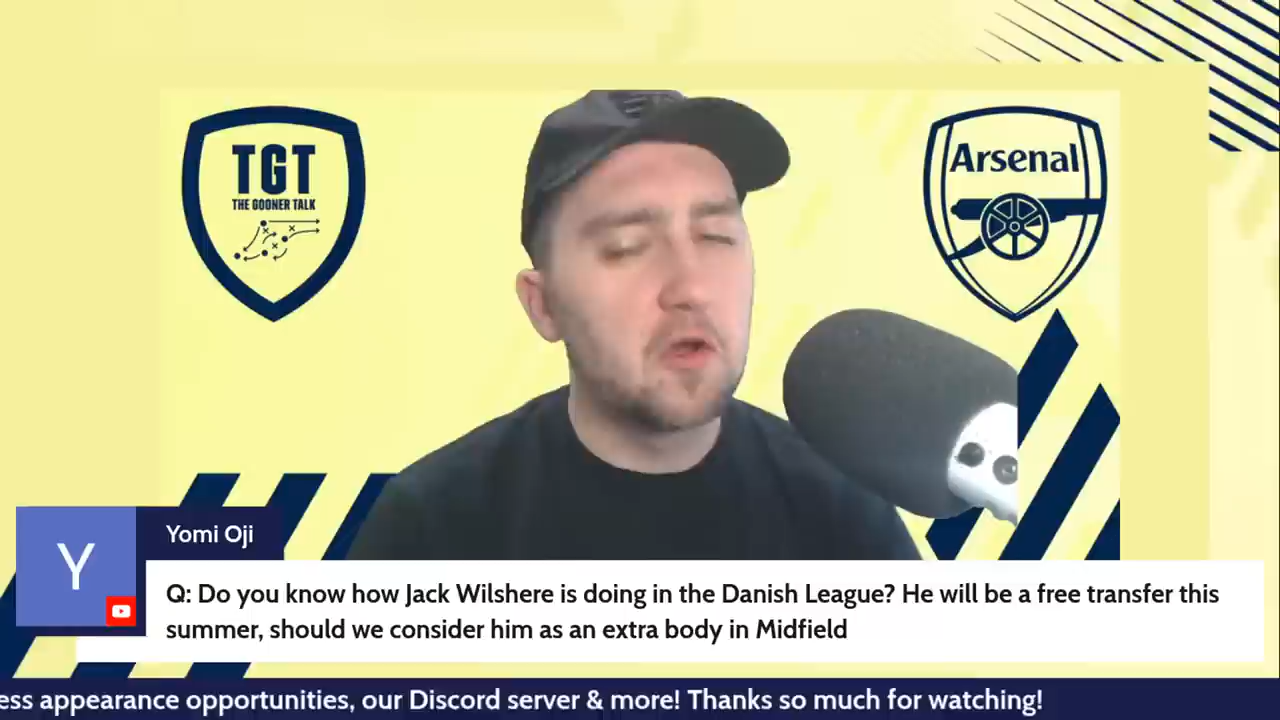 TGT
THE GOONER TALK
Arsenal
Y
Yomi Oji
Q: Do you know how Jack Wilshere is doing in the Danish League? He will be a free transfer this
summer, should we consider him as an extra body in Midfield
ess appearance opportunities, our Discord server & more! Thanks so much for watching!